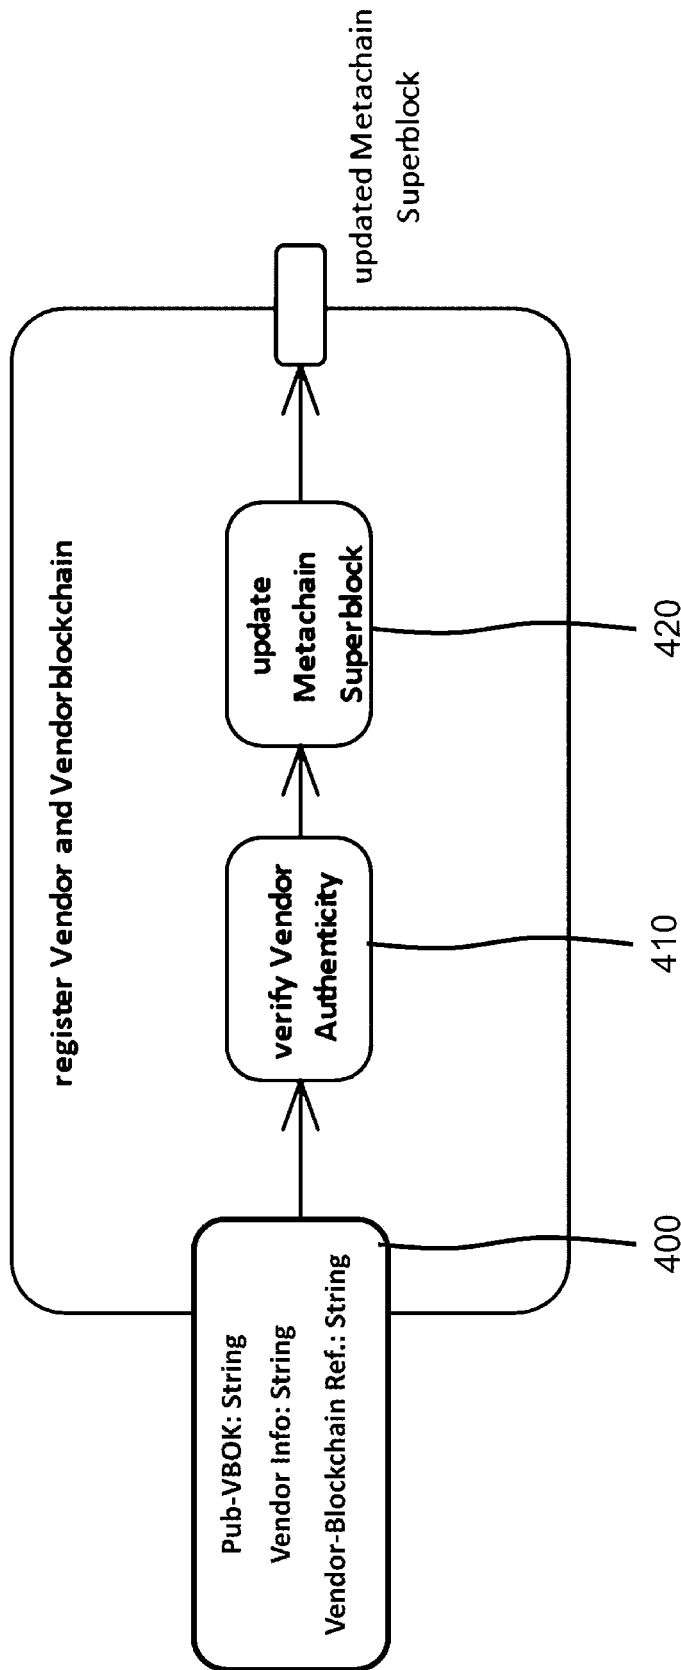 register Vendor and Vendorblockchain
Pub-VBOK: String
Vendor Info: String
Vendor-Blockchain Ref.: String
verify Vendor
Authenticity
update
Metachain
Superblock
updated Metachain
Superblock
400
410
420